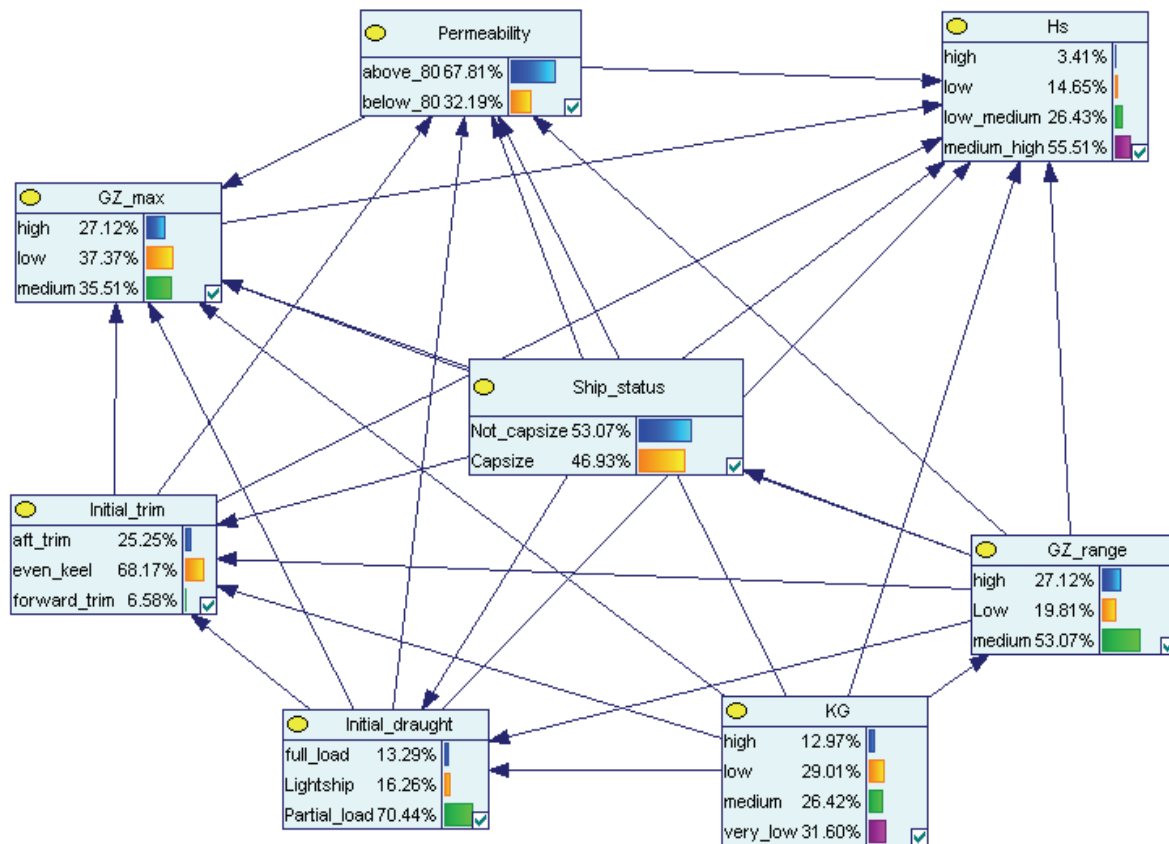 Permeability
above_80 67.81%
below_80 32.19%
Hs
high 3.41%
low 14.65%
low_medium 26.43%
medium_high 55.51%
GZ_max
high 27.12%
low 37.37%
medium 35.51%
Ship_status
Not_capsize 53.07%
Capsize 46.93%
Initial_trim
aft_trim 25.25%
even_keel 68.17%
forward_trim 6.58%
GZ_range
high 27.12%
Low 19.81%
medium 53.07%
Initial_draught
full_load 13.29%
Lightship 16.26%
Partial_load 70.44%
KG
high 12.97%
low 29.01%
medium 26.42%
very_low 31.60%